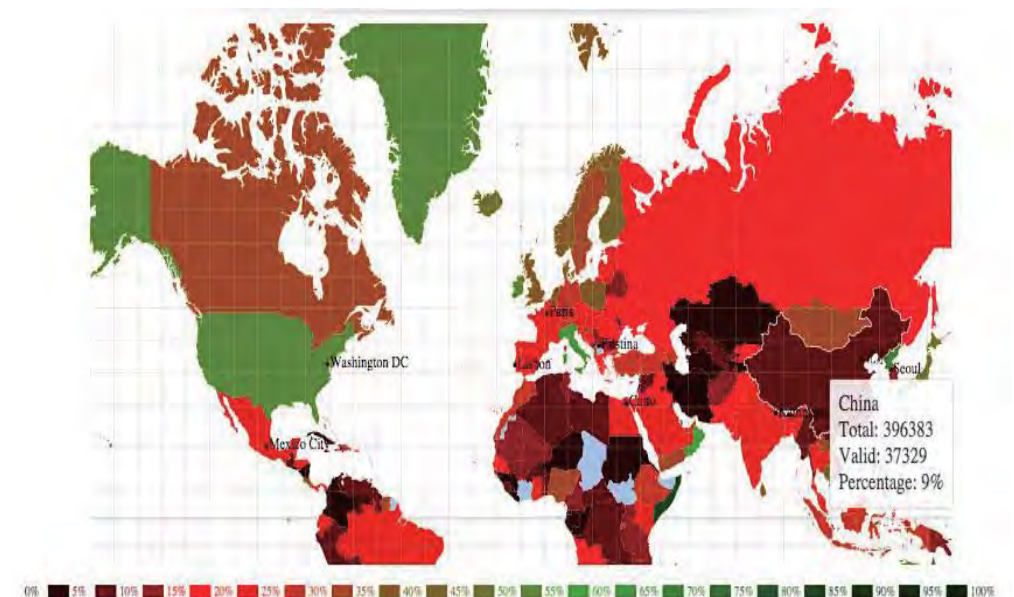 Paris
Pristina
Washington DC
Lisbon
Seoul
Cairo
China
Total: 396383
Mexico City
Valid: 37329
Percentage: 9%
0% 5% 10% 15% 20% 25% 30% 35% 40% 45% 50% 55% 60% 65% 70% 75% 80% 85% 90% 95% 100%